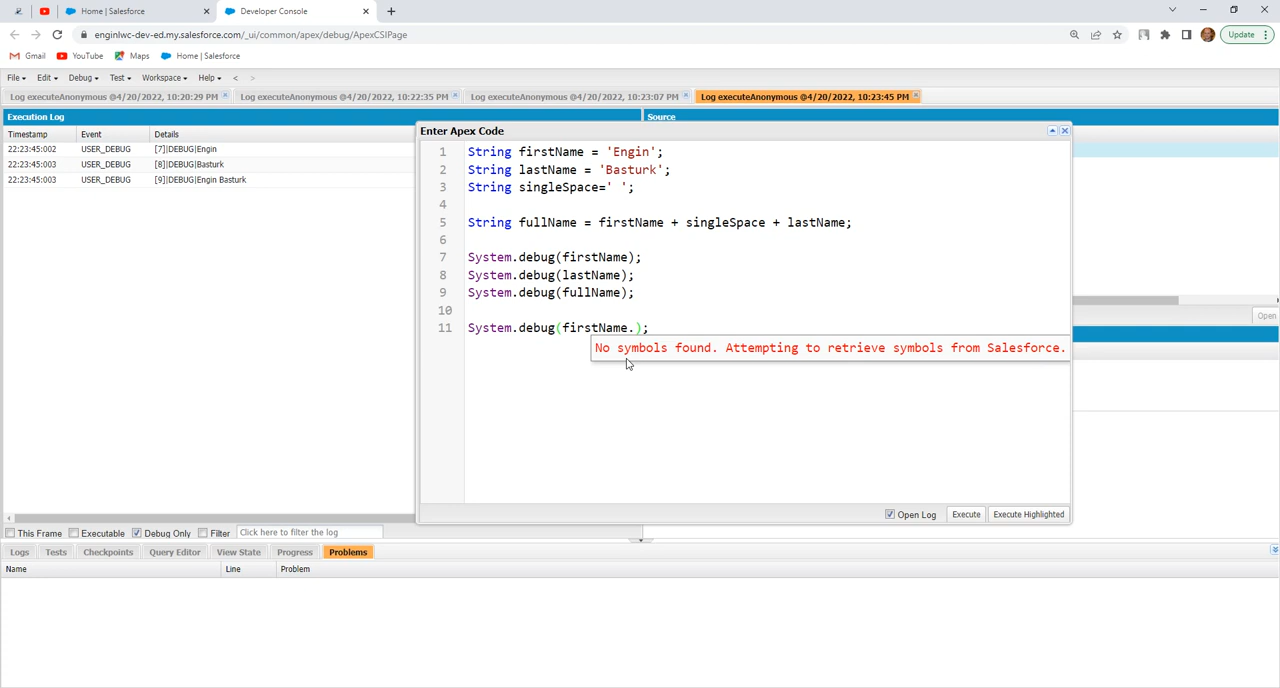 Home | Salesforce × Developer Console × +
enginlwc-dev-ed.my.salesforce.com/_ui/common/apex/debug/ApexCSIPage Update
Gmail YouTube Maps Home | Salesforce
File Edit Debug Test Workspace Help < >
Log executeAnonymous @4/20/2022, 10:20:29 PM Log executeAnonymous @4/20/2022, 10:22:35 PM Log executeAnonymous @4/20/2022, 10:23:07 PM Log executeAnonymous @4/20/2022, 10:23:45 PM
Execution Log Source
Timestamp Event Details
22:23:45:002 USER_DEBUG [7]|DEBUG|Engin
22:23:45:003 USER_DEBUG [8]|DEBUG|Basturk
22:23:45:003 USER_DEBUG [9]|DEBUG|Engin Basturk
Enter Apex Code
1 String firstName = 'Engin';
2 String lastName = 'Basturk';
3 String singleSpace=' ';
4
5 String fullName = firstName + singleSpace + lastName;
6
7 System.debug(firstName);
8 System.debug(lastName);
9 System.debug(fullName);
10
11 System.debug(firstName.);
No symbols found. Attempting to retrieve symbols from Salesforce.
Open
Open Log Execute Execute Highlighted
This Frame Executable Debug Only Filter Click here to filter the log
Logs Tests Checkpoints Query Editor View State Progress Problems
Name Line Problem